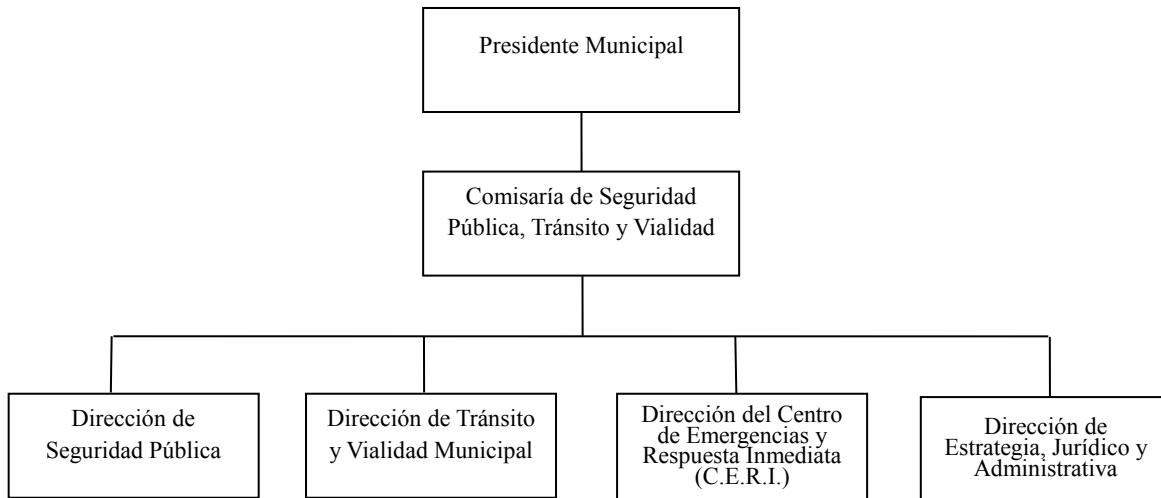 Presidente Municipal
Comisaría de Seguridad
Pública, Tránsito y Vialidad
Dirección de
Seguridad Pública
Dirección de Tránsito
y Vialidad Municipal
Dirección del Centro
de Emergencias y
Respuesta Inmediata
(C.E.R.I.)
Dirección de
Estrategia, Jurídico y
Administrativa